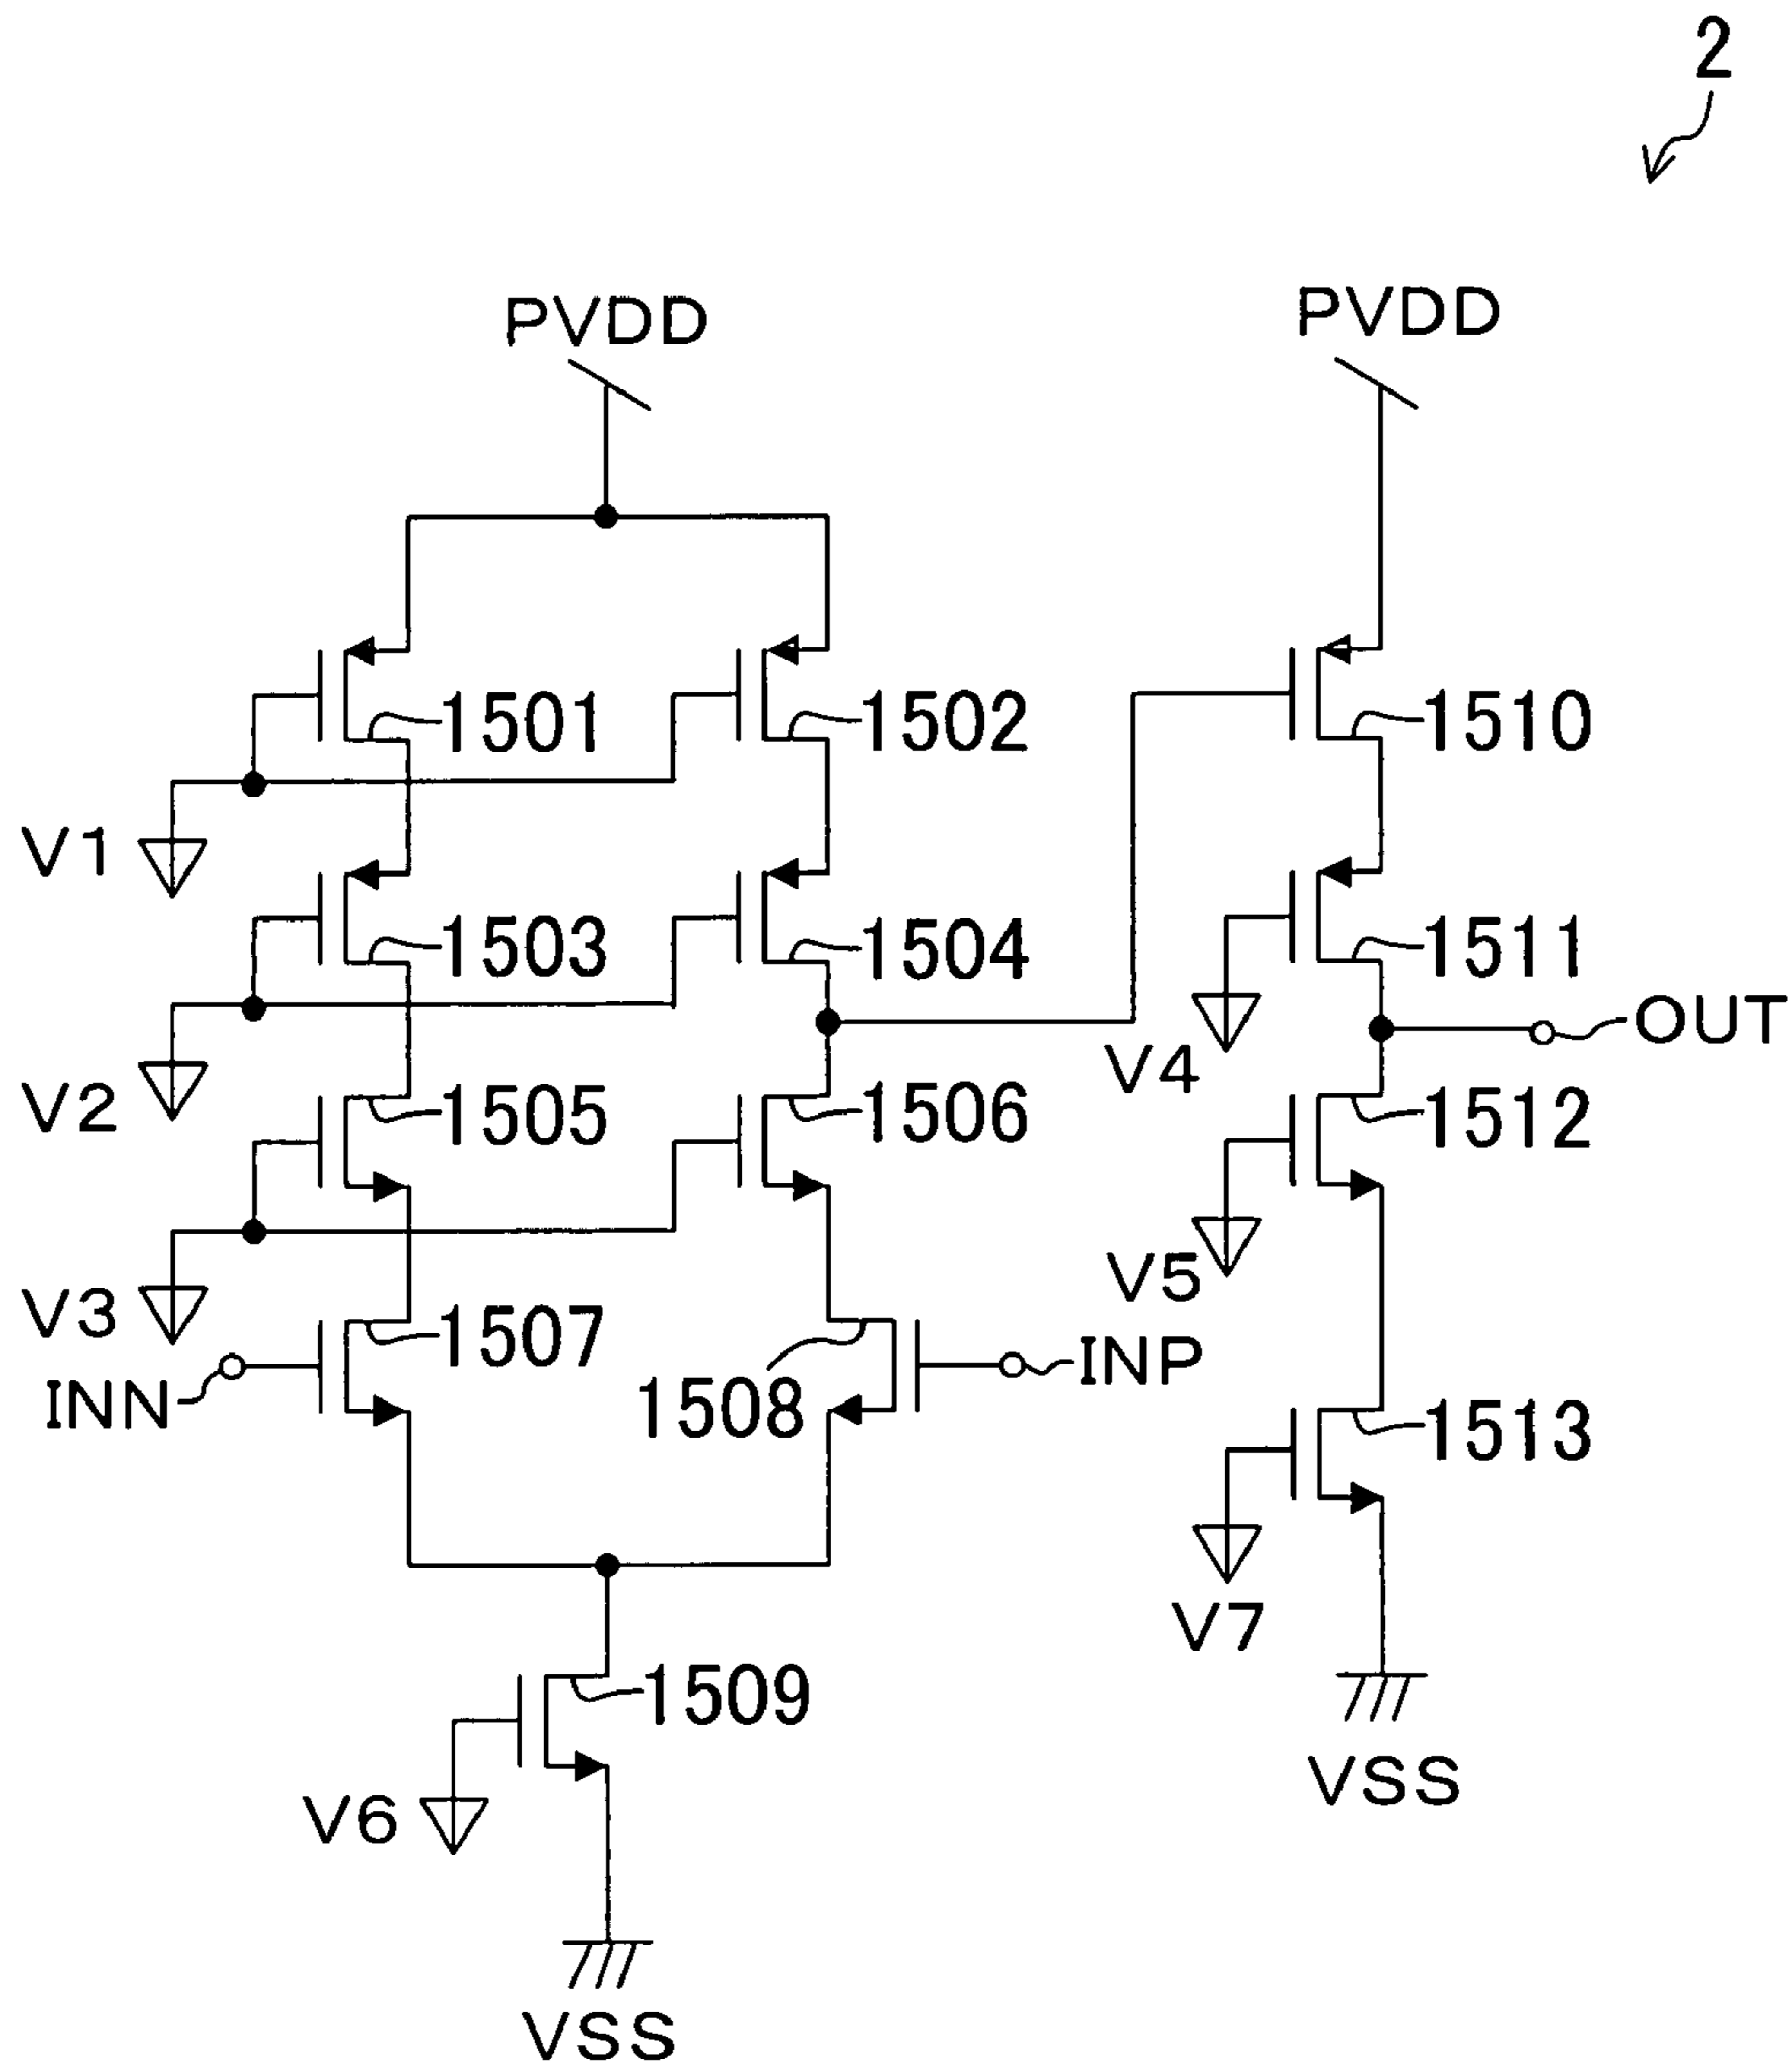 2
PVDD PVDD
1501 1502 1510
V1
1503 1504 1511
OUT
V4
V2 1505 1506 1512
V5
V3 1507 INP
INN 1508 1513
V7
1509
VSS
V6
VSS